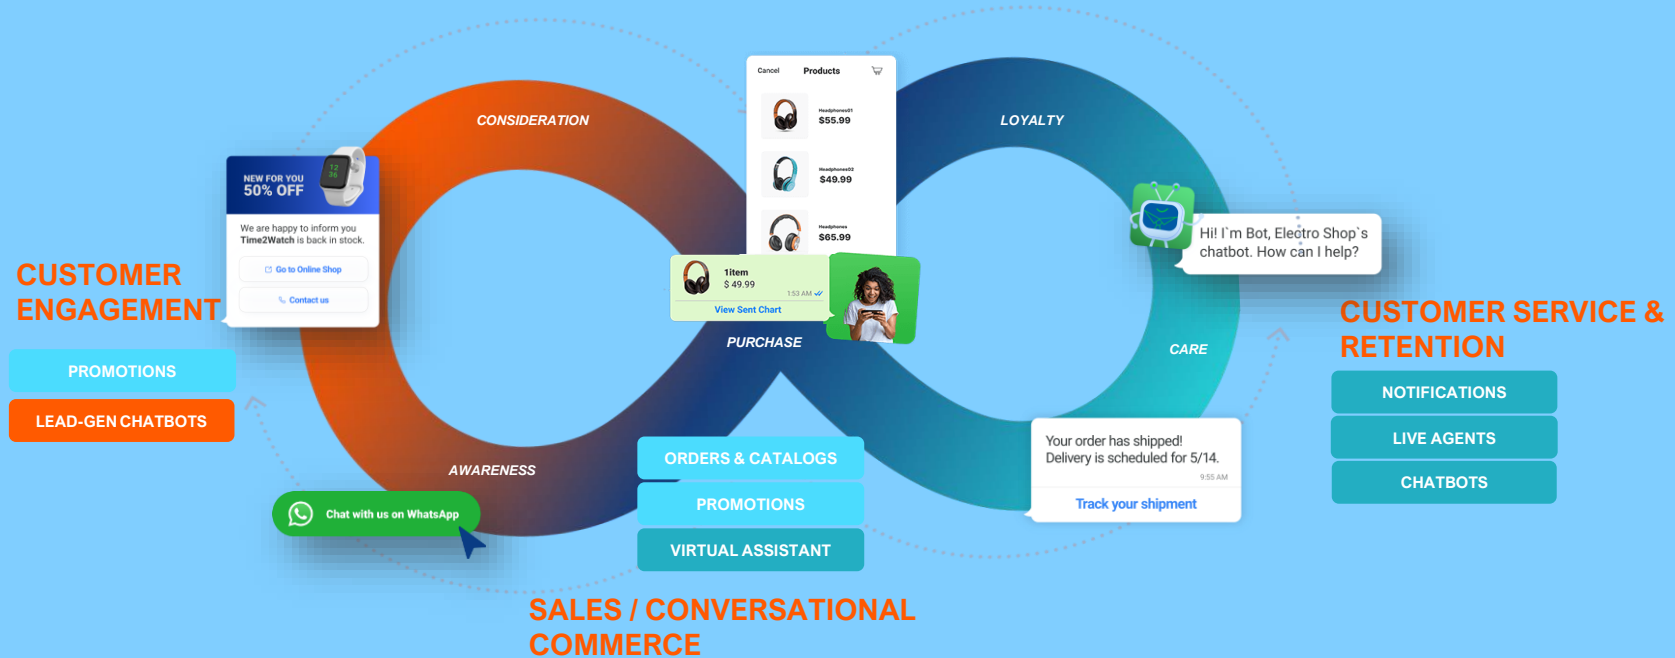 CONSIDERATION
NEW FOR YOU
50% OFF
12
36
We are happy to inform you
Time2Watch is back in stock.
Go to Online Shop
Contact us
CUSTOMER
ENGAGEMENT
PROMOTIONS
LEAD-GEN CHATBOTS
AWARENESS
Chat with us on WhatsApp
Cancel Products
Headphones01
$55.99
Headphones02
$49.99
Headphones
$65.99
1item
$ 49.99
1:53 AM
View Sent Chart
PURCHASE
ORDERS & CATALOGS
PROMOTIONS
VIRTUAL ASSISTANT
SALES / CONVERSATIONAL
COMMERCE
LOYALTY
Hi! I`m Bot, Electro Shop`s
chatbot. How can I help?
CARE
Your order has shipped!
Delivery is scheduled for 5/14.
9:55 AM
Track your shipment
CUSTOMER SERVICE &
RETENTION
NOTIFICATIONS
LIVE AGENTS
CHATBOTS